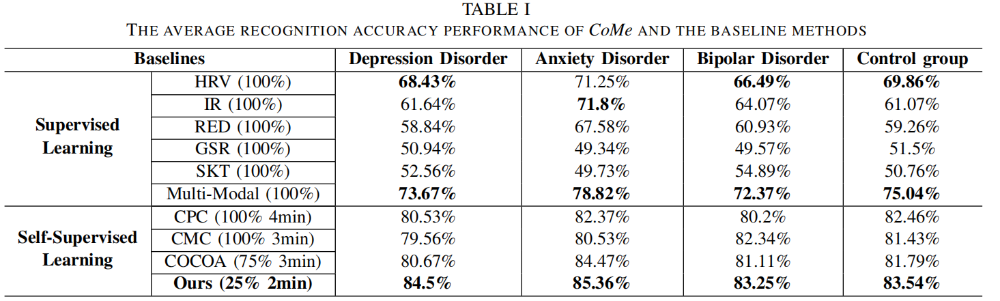 TABLE I
THE AVERAGE RECOGNITION ACCURACY PERFORMANCE OF CoMe AND THE BASELINE METHODS
Baselines Depression Disorder Anxiety Disorder Bipolar Disorder Control group
Supervised Learning
HRV (100%) 68.43% 71.25% 66.49% 69.86%
IR (100%) 61.64% 71.8% 64.07% 61.07%
RED (100%) 58.84% 67.58% 60.93% 59.26%
GSR (100%) 50.94% 49.34% 49.57% 51.5%
SKT (100%) 52.56% 49.73% 54.89% 50.76%
Multi-Modal (100%) 73.67% 78.82% 72.37% 75.04%
Self-Supervised Learning
CPC (100% 4min) 80.53% 82.37% 80.2% 82.46%
CMC (100% 3min) 79.56% 80.53% 82.34% 81.43%
COCOA (75% 3min) 80.67% 84.47% 81.11% 81.79%
Ours (25% 2min) 84.5% 85.36% 83.25% 83.54%